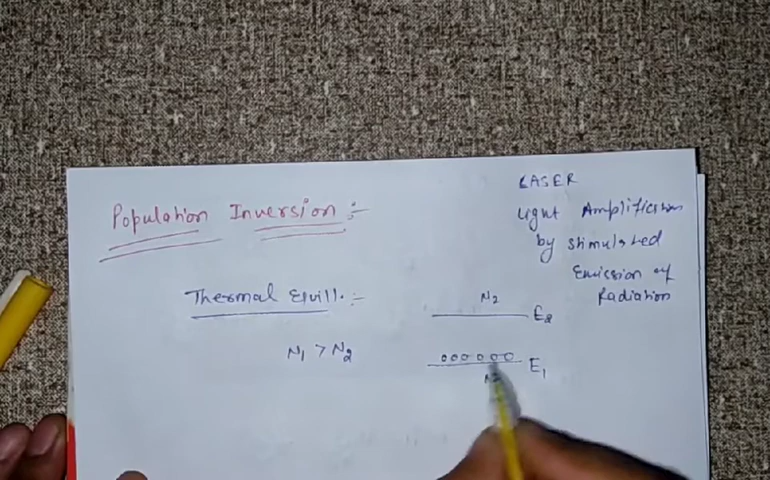 LASER
Light Amplification
Population Inversion :-
by stimulated
Emission of
Radiation
Thermal Equill. :-
N2
E2
N1 > N2
E1